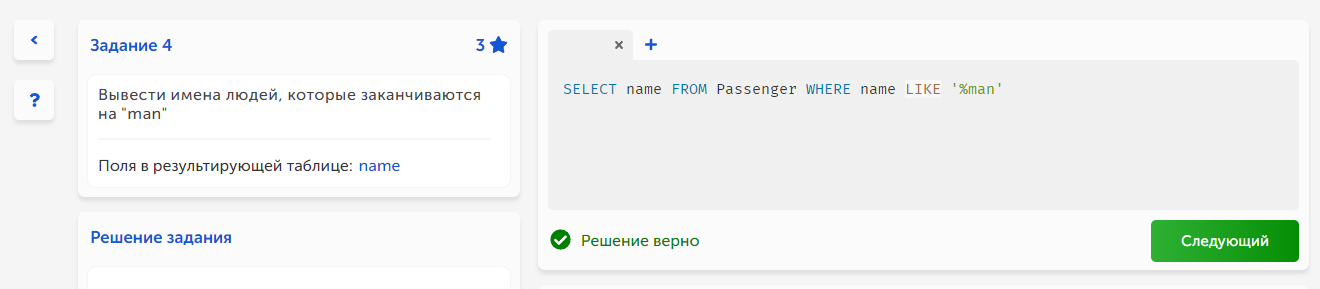 Задание 4
3
?
Вывести имена людей, которые заканчиваются
на "man"
Поля в результирующей таблице: name
Решение задания
SELECT name FROM Passenger WHERE name LIKE '%man'
Решение верно
Следующий